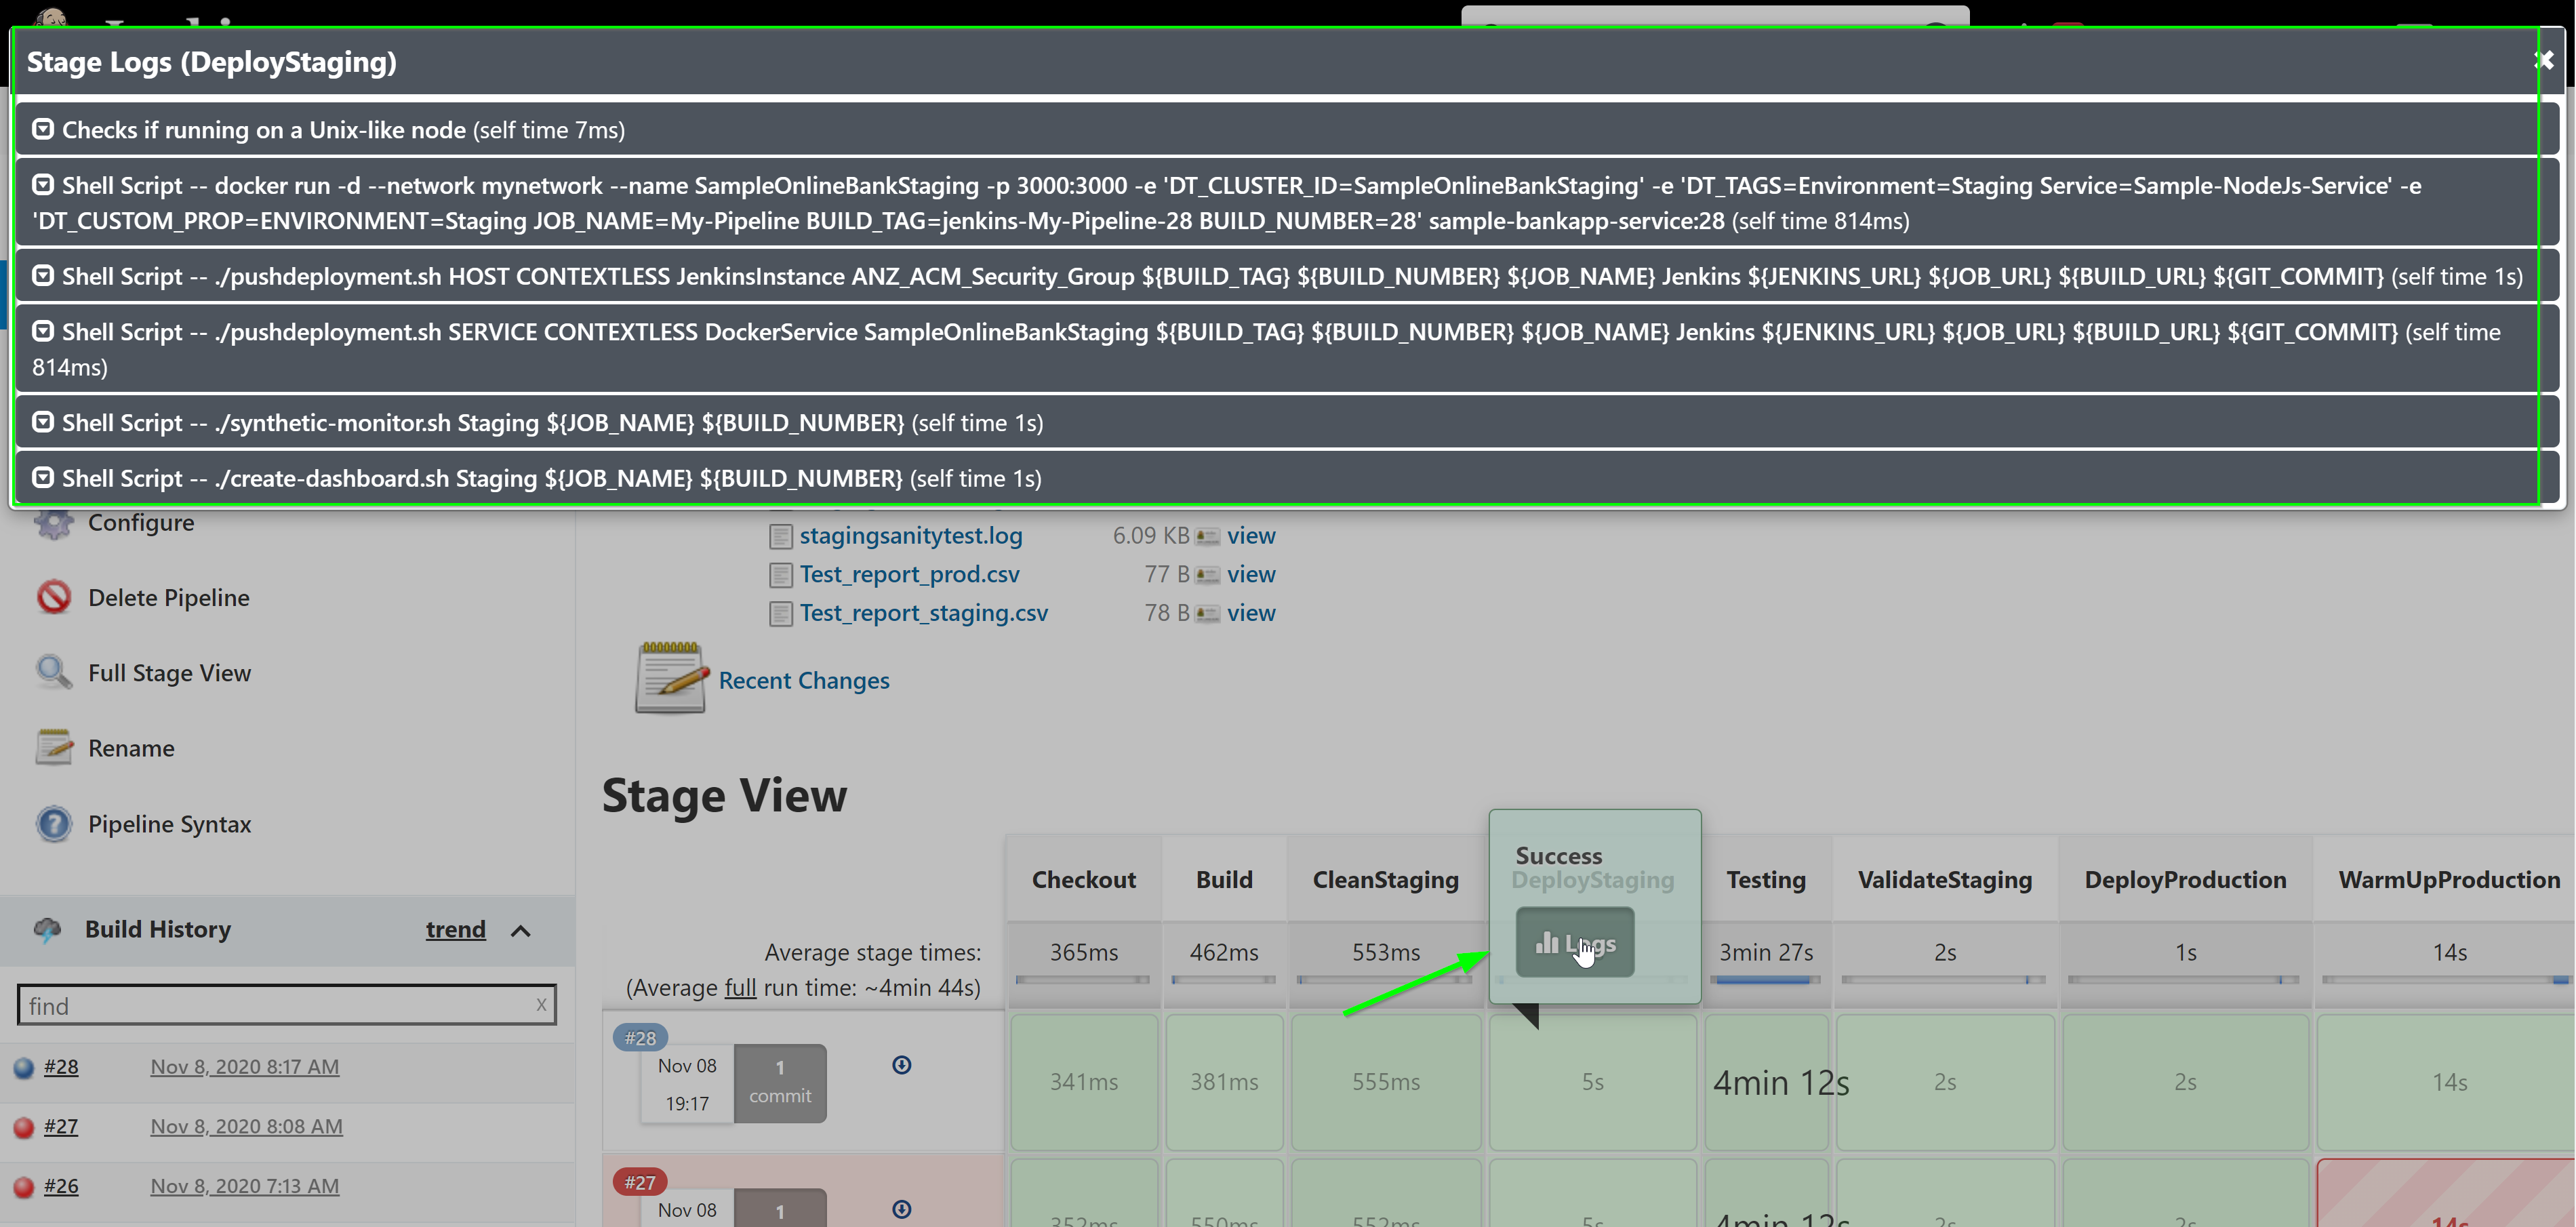 Stage Logs (DeployStaging)
Checks if running on a Unix-like node (self time 7ms)
Shell Script -- docker run -d --network mynetwork --name SampleOnlineBankStaging -p 3000:3000 -e 'DT_CLUSTER_ID=SampleOnlineBankStaging' -e 'DT_TAGS=Environment=Staging Service=Sample-NodeJs-Service' -e
'DT_CUSTOM_PROP=ENVIRONMENT=Staging JOB_NAME=My-Pipeline BUILD_TAG=jenkins-My-Pipeline-28 BUILD_NUMBER=28' sample-bankapp-service:28 (self time 814ms)
Shell Script -- ./pushdeployment.sh HOST CONTEXTLESS JenkinsInstance ANZ_ACM_Security_Group ${BUILD_TAG} ${BUILD_NUMBER} ${JOB_NAME} Jenkins ${JENKINS_URL} ${JOB_URL} ${BUILD_URL} ${GIT_COMMIT} (self time 1s)
Shell Script -- ./pushdeployment.sh SERVICE CONTEXTLESS DockerService SampleOnlineBankStaging ${BUILD_TAG} ${BUILD_NUMBER} ${JOB_NAME} Jenkins ${JENKINS_URL} ${JOB_URL} ${BUILD_URL} ${GIT_COMMIT} (self time
814ms)
Shell Script -- ./synthetic-monitor.sh Staging ${JOB_NAME} ${BUILD_NUMBER} (self time 1s)
Shell Script -- ./create-dashboard.sh Staging ${JOB_NAME} ${BUILD_NUMBER} (self time 1s)
Configure
Delete Pipeline
Full Stage View
Rename
Pipeline Syntax
stagingsanitytest.log 6.09 KB view
Test_report_prod.csv 77 B view
Test_report_staging.csv 78 B view
Recent Changes
Stage View
Success
Checkout Build CleanStaging DeployStaging Testing ValidateStaging DeployProduction WarmUpProduction
Logs
Average stage times:
(Average full run time: ~4min 44s)
365ms 462ms 553ms 3min 27s 2s 1s 14s
#28
Nov 08
19:17
1
commit
341ms 381ms 555ms 5s 4min 12s 2s 2s 14s
#27
Nov 08
1
352ms 550ms 552ms 5s 4min 12s 2s 2s 14s
Build History trend
find x
#28 Nov 8, 2020 8:17 AM
#27 Nov 8, 2020 8:08 AM
#26 Nov 8, 2020 7:13 AM